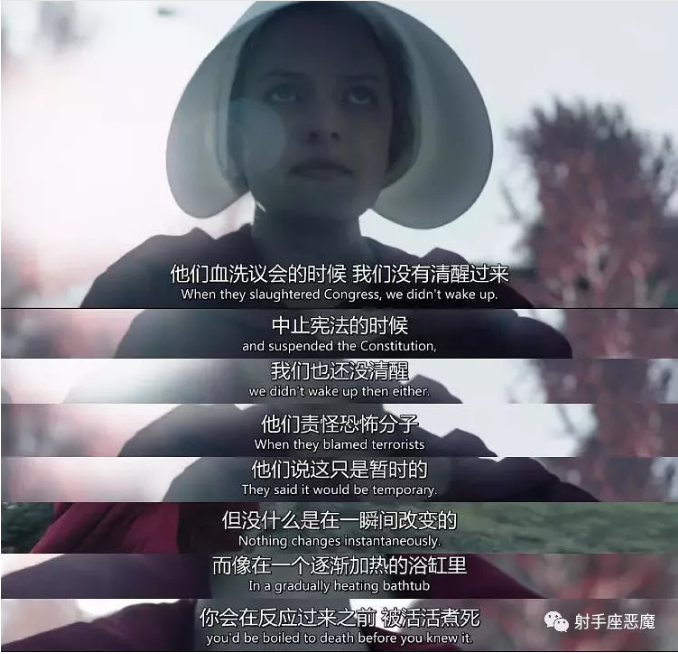 他们血洗议会的时候 我们没有清醒过来
When they slaughtered Congress, we didn't wake up.
中止宪法的时候
and suspended the Constitution,
我们也还没清醒
we didn't wake up then either.
他们责怪恐怖分子
When they blamed terrorists
他们说这只是暂时的
They said it would be temporary.
但没什么是在一瞬间改变的
Nothing changes instantaneously.
而像在一个逐渐加热的浴缸里
In a gradually heating bathtub
你会在反应过来之前 被活活煮死
you'd be boiled to death before you knew it.
射手座恶魔